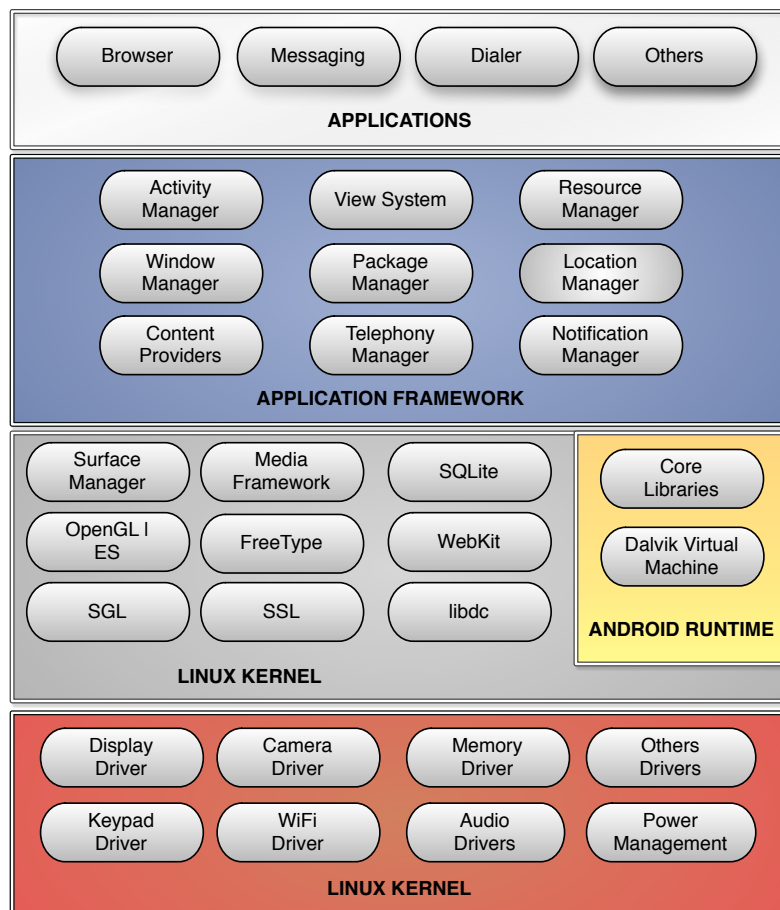 Browser
Messaging
Dialer
Others
APPLICATIONS
Activity
Manager
View System
Resource
Manager
Window
Manager
Package
Manager
Location
Manager
Content
Providers
Telephony
Manager
Notification
Manager
APPLICATION FRAMEWORK
Surface
Manager
Media
Framework
SQLite
OpenGL |
ES
FreeType
WebKit
SGL
SSL
libdc
LINUX KERNEL
Core
Libraries
Dalvik Virtual
Machine
ANDROID RUNTIME
Display
Driver
Camera
Driver
Memory
Driver
Others
Drivers
Keypad
Driver
WiFi
Driver
Audio
Drivers
Power
Management
LINUX KERNEL